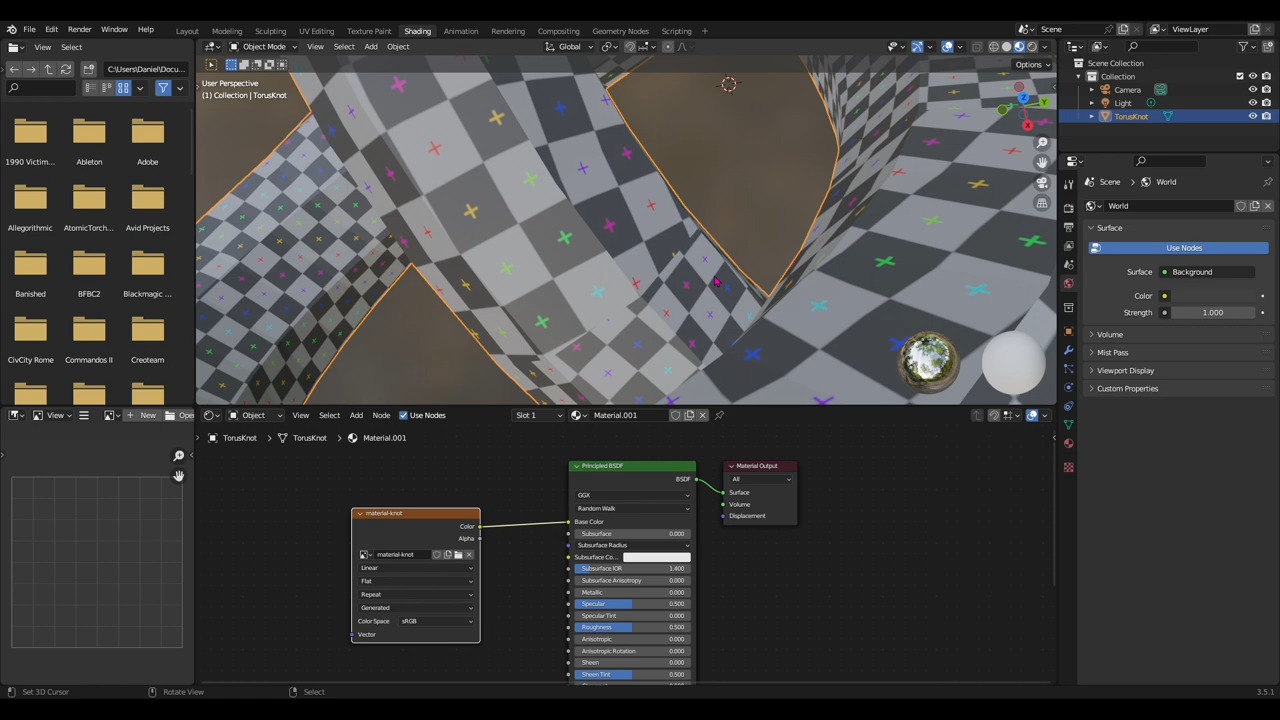 File Edit Render Window Help Layout Modeling Sculpting UV Editing Texture Paint Shading Animation Rendering Compositing Geometry Nodes Scripting Scene ViewLayer
View Select Object Mode View Select Add Object Global
C:\Users\Daniel\Docu... Options
User Perspective
(1) Collection | TorusKnot
1990 Victim... Ableton Adobe
Allegorithmic AtomicTorch... Avid Projects
Banished BFBC2 Blackmagic ...
CivCity Rome Commandos II Creoteam
X Y Z
Scene Collection
Collection
Camera
Light
TorusKnot
Scene World
World
Surface
Use Nodes
Surface Background
Color
Strength 1.000
Volume
Mist Pass
Viewport Display
Custom Properties
View New Open
Object View Select Add Node Use Nodes Slot 1 Material.001
TorusKnot TorusKnot Material.001
material-knot
Color
Alpha
material-knot
Linear
Flat
Repeat
Generated
Color Space sRGB
Vector
Principled BSDF
BSDF
GGX
Random Walk
Base Color
Subsurface 0.000
Subsurface Radius
Subsurface Co...
Subsurface IOR 1.400
Subsurface Anisotropy 0.000
Metallic 0.000
Specular 0.500
Specular Tint 0.000
Roughness 0.500
Anisotropic 0.000
Anisotropic Rotation 0.000
Sheen 0.000
Sheen Tint 0.500
Material Output
All
Surface
Volume
Displacement
Set 3D Cursor Rotate View Select 3.5.1